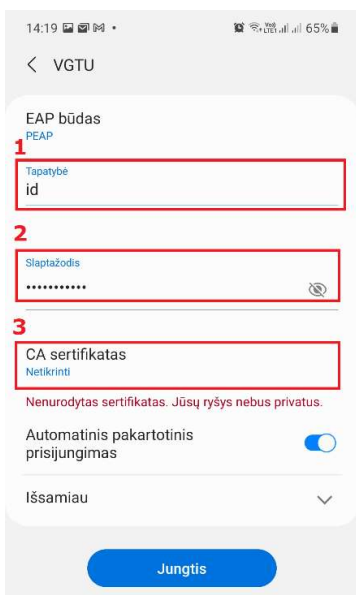 14:19
65%
VGTU
EAP būdas
PEAP
1
Tapatybė
id
2
Slaptažodis
•••••••••••
3
CA sertifikatas
Netikrinti
Nenurodytas sertifikatas. Jūsų ryšys nebus privatus.
Automatinis pakartotinis
prisijungimas
Išsamiau
Jungtis